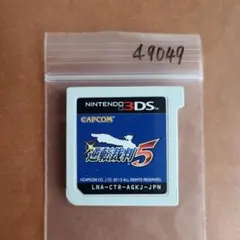 49049
NINTENDO 3DS
CAPCOM
逆転裁判5
©CAPCOM CO., LTD. 2013 ALL RIGHTS RESERVED.
LNA-CTR-AGKJ-JPN